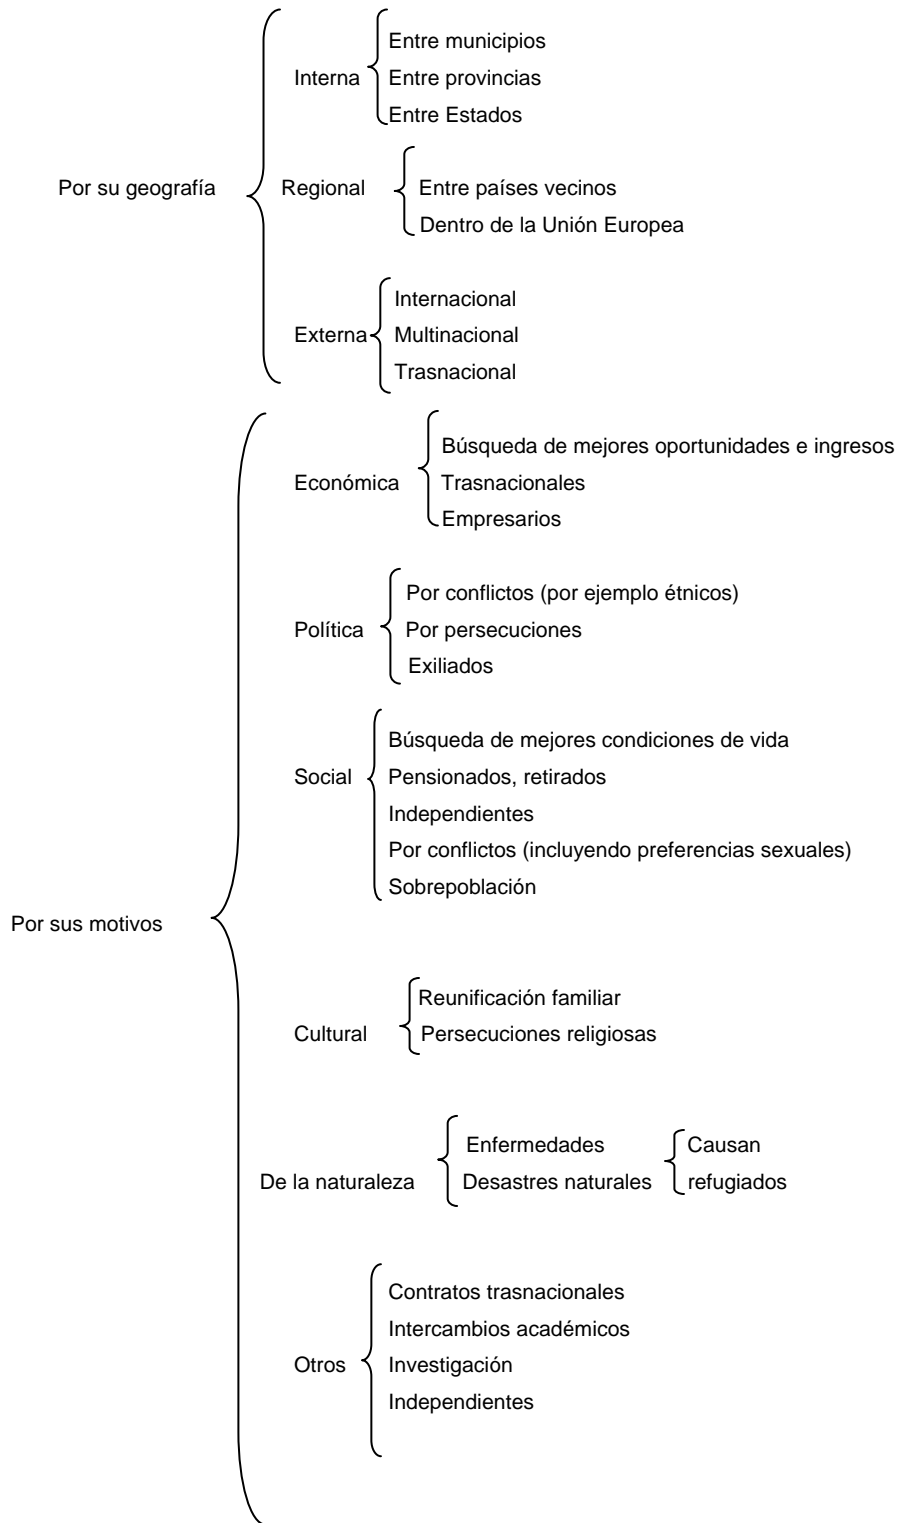 Por su geografía
Interna
Entre municipios
Entre provincias
Entre Estados
Regional
Entre países vecinos
Dentro de la Unión Europea
Externa
Internacional
Multinacional
Trasnacional
Por sus motivos
Económica
Búsqueda de mejores oportunidades e ingresos
Trasnacionales
Empresarios
Política
Por conflictos (por ejemplo étnicos)
Por persecuciones
Exiliados
Social
Búsqueda de mejores condiciones de vida
Pensionados, retirados
Independientes
Por conflictos (incluyendo preferencias sexuales)
Sobrepoblación
Cultural
Reunificación familiar
Persecuciones religiosas
De la naturaleza
Enfermedades
Desastres naturales
Causan
refugiados
Otros
Contratos trasnacionales
Intercambios académicos
Investigación
Independientes